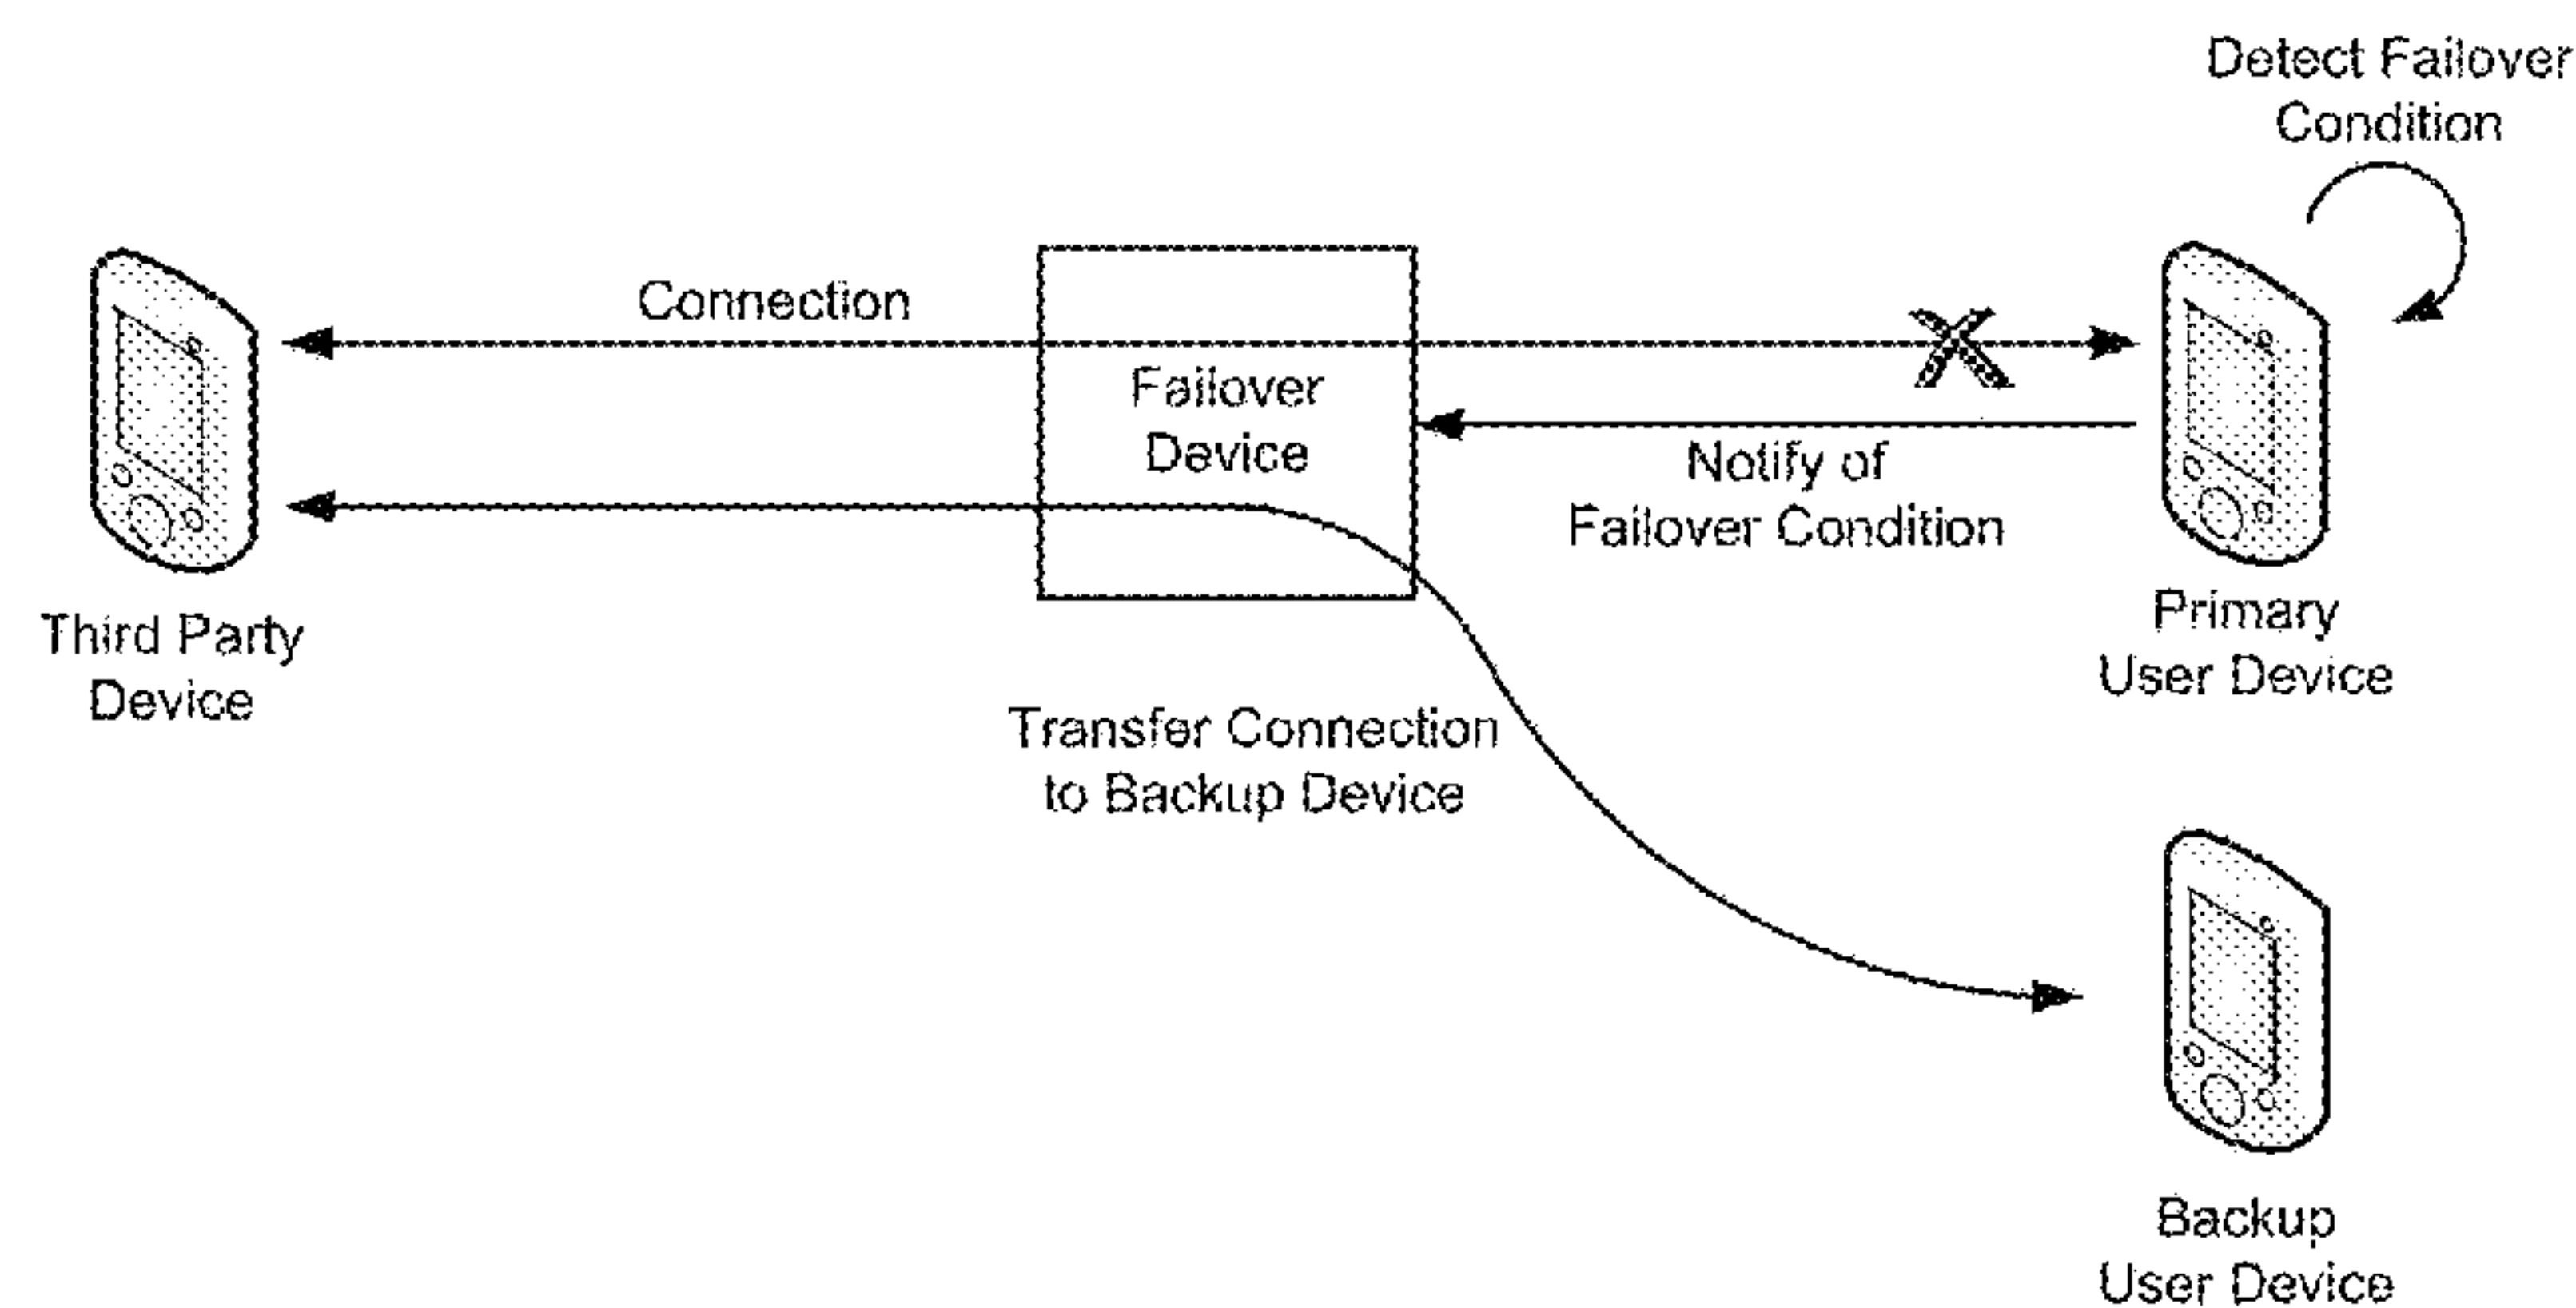 Detect Failover
Condition
Connection
Failover
Device
Notify of
Failover Condition
Third Party
Device
Primary
User Device
Transfer Connection
to Backup Device
Backup
User Device